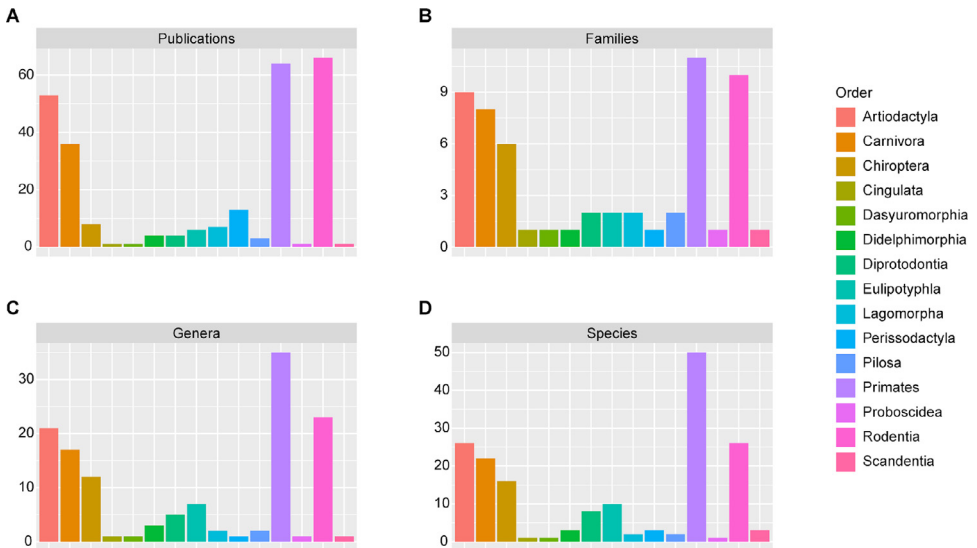 A
Publications
60
40
20
0
B
Families
9
6
3
0
C
Genera
30
20
10
0
D
Species
50
40
30
20
10
0
Order
Artiodactyla
Carnivora
Chiroptera
Cingulata
Dasyuromorphia
Didelphimorphia
Diprotodontia
Eulipotyphla
Lagomorpha
Perissodactyla
Pilosa
Primates
Proboscidea
Rodentia
Scandentia